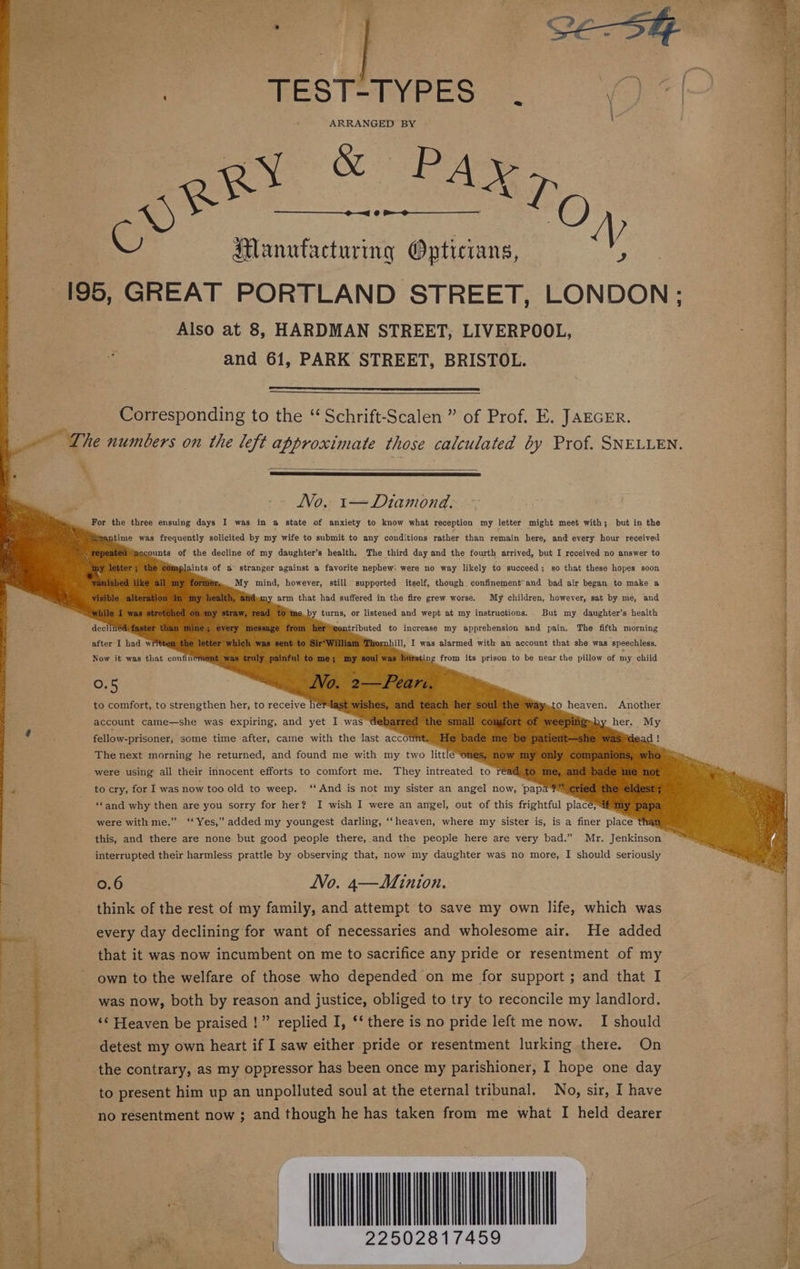 TEST-TYPES
ARRANGED BY
CURRY & PAXTON,
Manufacturing Opticians,
195, GREAT PORTLAND STREET, LONDON;
Also at 8, HARDMAN STREET, LIVERPOOL,
and 61, PARK STREET, BRISTOL.
Corresponding to the “Schrift-Scalen” of Prof. E. JAEGER.
The numbers on the left approximate those calculated by Prof. SNELLEN.
No. 1—Diamond.
For the three ensuing days I was in a state of anxiety to know what reception my letter might meet with; but in the
meantime was frequently solicited by my wife to submit to any conditions rather than remain here, and every hour received
repeated accounts of the decline of my daughter's health. The third day and the fourth arrived, but I received no answer to
my letter; the complaints of a stranger against a favorite nephew were no way likely to succeed; so that these hopes soon
vanished like all my former. My mind, however, still supported itself, though confinement and bad air began to make a
visible alteration in my health, and my arm that had suffered in the fire grew worse. My children, however, sat by me, and
while I was stretched on my straw, read to me by turns, or listened and wept at my instructions. But my daughter's health
declined faster than mine; every message from her contributed to increase my apprehension and pain. The fifth morning
after I had written the letter which was sent to Sir William Thornhill, I was alarmed with an account that she was speechless.
Now it was that confinement was truly painful to me; my soul was bursting from its prison to be near the pillow of my child
0.5 No. 2—Pearl.
to comfort, to strengthen her, to receive her last wishes, and teach her soul the way to heaven. Another
account came—she was expiring, and yet I was debarred the small comfort of weeping by her. My
fellow-prisoner, some time after, came with the last account. He bade me be patient—she was dead!
The next morning he returned, and found me with my two little ones, now my only companions, who
were using all their innocent efforts to comfort me. They intreated to read to me, and bade me not
to cry, for I was now too old to weep. “And is not my sister an angel now, papa?” cried the eldest;
“and why then are you sorry for her? I wish I were an angel, out of this frightful place, if my papa
were with me.” “Yes,” added my youngest darling, “heaven, where my sister is, is a finer place than
this, and there are none but good people there, and the people here are very bad.” Mr. Jenkinson
interrupted their harmless prattle by observing that, now my daughter was no more, I should seriously
0.6 No. 4—Minion.
think of the rest of my family, and attempt to save my own life, which was
every day declining for want of necessaries and wholesome air. He added
that it was now incumbent on me to sacrifice any pride or resentment of my
own to the welfare of those who depended on me for support; and that I
was now, both by reason and justice, obliged to try to reconcile my landlord.
“Heaven be praised!” replied I, “there is no pride left me now. I should
detest my own heart if I saw either pride or resentment lurking there. On
the contrary, as my oppressor has been once my parishioner, I hope one day
to present him up an unpolluted soul at the eternal tribunal. No, sir, I have
no resentment now; and though he has taken from me what I held dearer
22502817459